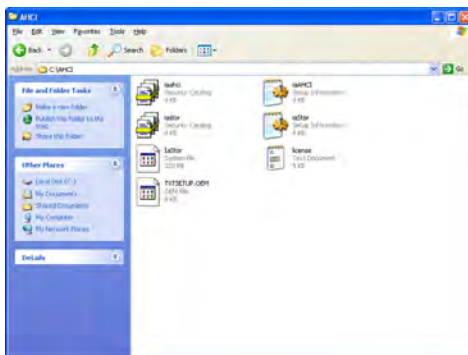 AHCI
File Edit View Favorites Tools Help
Back Search Folders
Address C:\AHCI Go
File and Folder Tasks
Make a new folder
Publish this folder to the Web
Share this folder
Other Places
Local Disk (C:)
My Documents
Shared Documents
My Computer
My Network Places
Details
iaahci
Security Catalog
iaAHCI
Setup Information
iastor
Security Catalog
iaStor
Setup Information
IaStor
System file
license
Text Document
TXTSETUP.OEM
OEM File